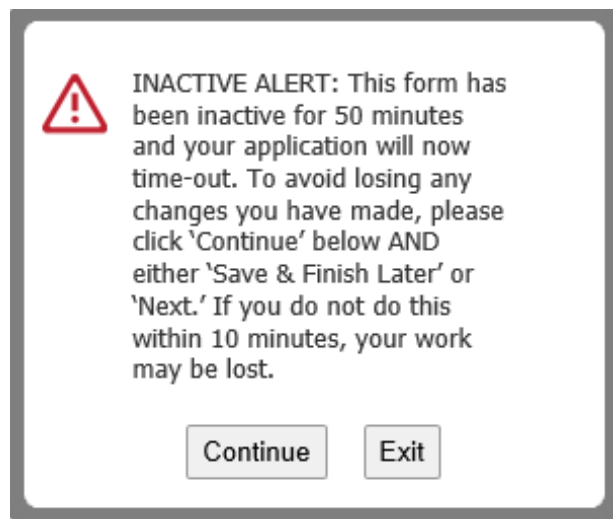 INACTIVE ALERT: This form has
been inactive for 50 minutes
and your application will now
time-out. To avoid losing any
changes you have made, please
click ‘Continue’ below AND
either ‘Save & Finish Later’ or
‘Next.’ If you do not do this
within 10 minutes, your work
may be lost.
Continue Exit